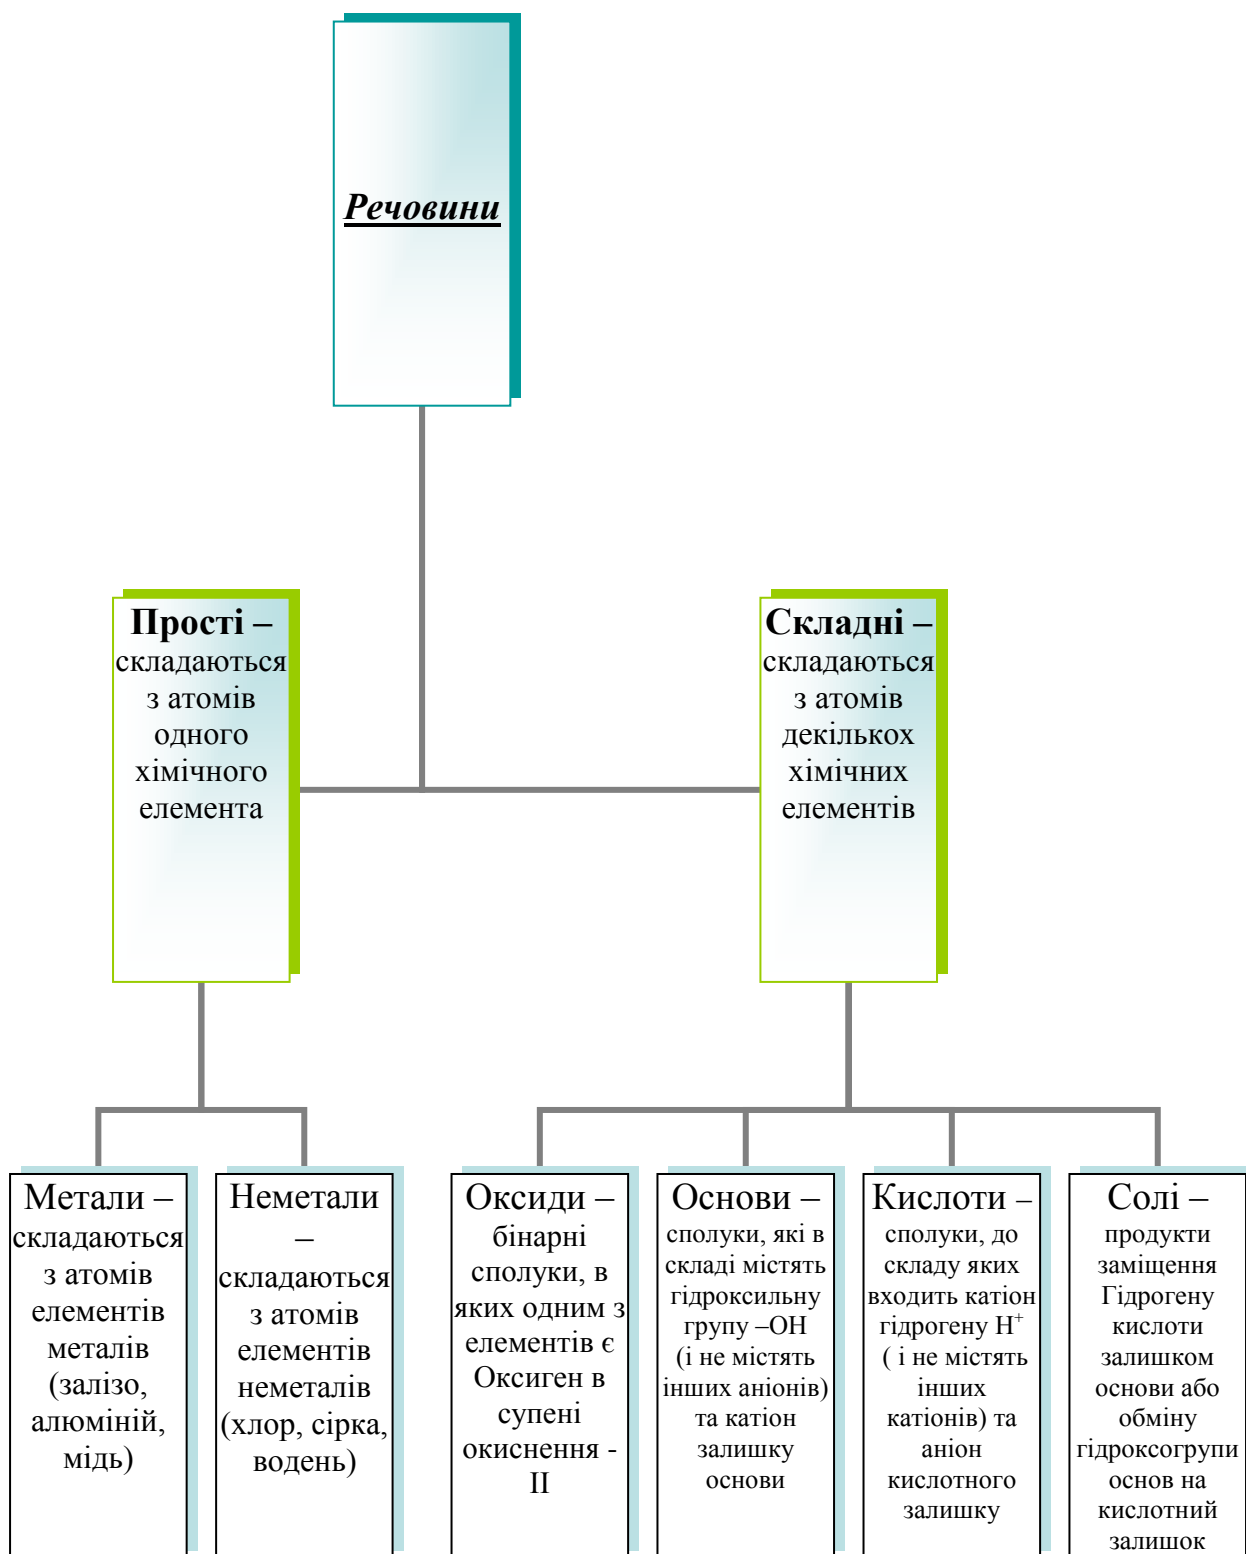 Речовини
Прості –
складаються
з атомів
одного
хімічного
елемента
Складні –
складаються
з атомів
декількох
хімічних
елементів
Метали –
складаються
з атомів
елементів
металів
(залізо,
алюміній,
мідь)
Неметали
–
складаються
з атомів
елементів
неметалів
(хлор, сірка,
водень)
Оксиди –
бінарні
сполуки, в
яких одним з
елементів є
Оксиген в
супені
окиснення -
II
Основи –
сполуки, які в
складі містять
гідроксильну
групу –ОН
(і не містять
інших аніонів)
та катіон
залишку
основи
Кислоти –
сполуки, до
складу яких
входить катіон
гідрогену H⁺
( і не містять
інших
катіонів) та
аніон
кислотного
залишку
Солі –
продукти
заміщення
Гідрогену
кислоти
залишком
основи або
обміну
гідроксогрупи
основ на
кислотний
залишок